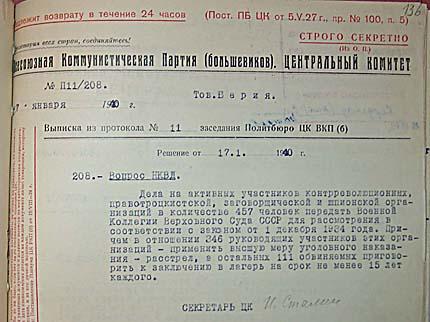 Подлежит возврату в течение 24 часов
(Пост. ПБ ЦК от 5.V.27 г., пр. № 100, п. 5)
136
Пролетарии всех стран, соединяйтесь!
СТРОГО СЕКРЕТНО
(Из О. П.)
Всесоюзная Коммунистическая Партия (большевиков). ЦЕНТРАЛЬНЫЙ КОМИТЕТ
№ П11/208.
января 1940 г.
Тов. Берия.
Выписка из протокола № 11 заседания Политбюро ЦК ВКП (б)
Решение от 17.1. 1940 г.
208.- Вопрос НКВД.
Дела на активных участников контрреволюционных,
правотроцкистской, заговорщической и шпионской орга-
низаций в количестве 457 человек передать Военной
Коллегии Верховного Суда СССР для рассмотрения в
соответствии с законом от 1 декабря 1934 года. При-
чем в отношении 346 руководящих участников этих ор-
ганизаций - применить высшую меру уголовного наказа-
ния - расстрел, а остальных 111 обвиняемых пригово-
рить к заключению в лагерь на срок не менее 15 лет
каждого.
СЕКРЕТАРЬ ЦК И. Сталин